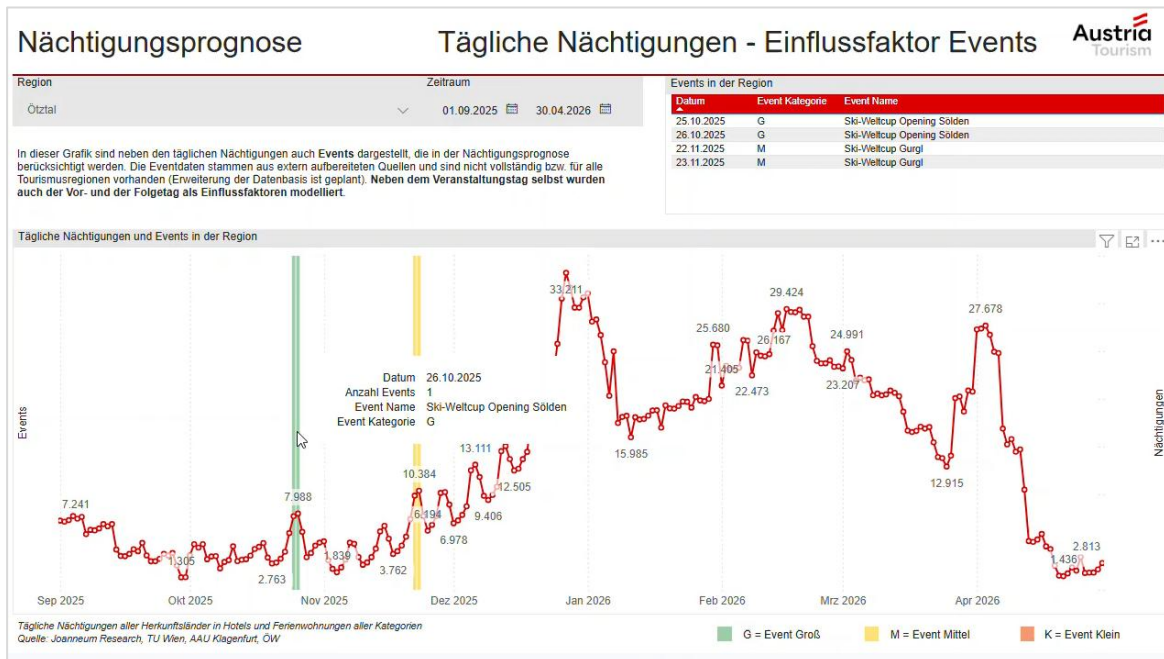 Nächtigungsprognose
Tägliche Nächtigungen - Einflussfaktor Events
Austria
Tourism
Region
Zeitraum
Ötztal
01.09.2025
30.04.2026
Events in der Region
Datum Event Kategorie Event Name
25.10.2025 G Ski-Weltcup Opening Sölden
26.10.2025 G Ski-Weltcup Opening Sölden
22.11.2025 M Ski-Weltcup Gurgl
23.11.2025 M Ski-Weltcup Gurgl
In dieser Grafik sind neben den täglichen Nächtigungen auch Events dargestellt, die in der Nächtigungsprognose
berücksichtigt werden. Die Eventdaten stammen aus extern aufbereiteten Quellen und sind nicht vollständig bzw. für alle
Tourismusregionen vorhanden (Erweiterung der Datenbasis ist geplant). Neben dem Veranstaltungstag selbst wurden
auch der Vor- und der Folgetag als Einflussfaktoren modelliert.
Tägliche Nächtigungen und Events in der Region
Events
Nächtigungen
7.241
1.305
2.763
7.988
1.839
3.762
10.384
6.194
6.978
13.111
9.406
12.505
33.211
15.985
25.680
21.405
22.473
26.167
29.424
23.207
24.991
12.915
27.678
1.436
2.813
Datum 26.10.2025
Anzahl Events 1
Event Name Ski-Weltcup Opening Sölden
Event Kategorie G
Sep 2025 Okt 2025 Nov 2025 Dez 2025 Jan 2026 Feb 2026 Mrz 2026 Apr 2026
Tägliche Nächtigungen aller Herkunftsländer in Hotels und Ferienwohnungen aller Kategorien
Quelle: Joanneum Research, TU Wien, AAU Klagenfurt, ÖW
G = Event Groß
M = Event Mittel
K = Event Klein